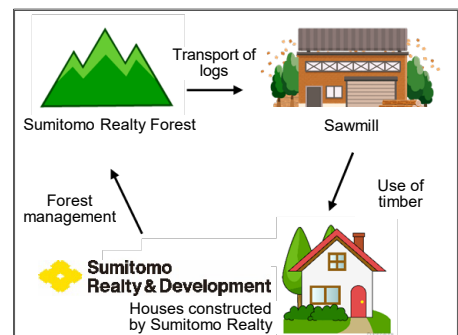 Transport of
logs
Sumitomo Realty Forest
Sawmill
Forest
management
Use of
timber
Sumitomo
Realty & Development
Houses constructed
by Sumitomo Realty